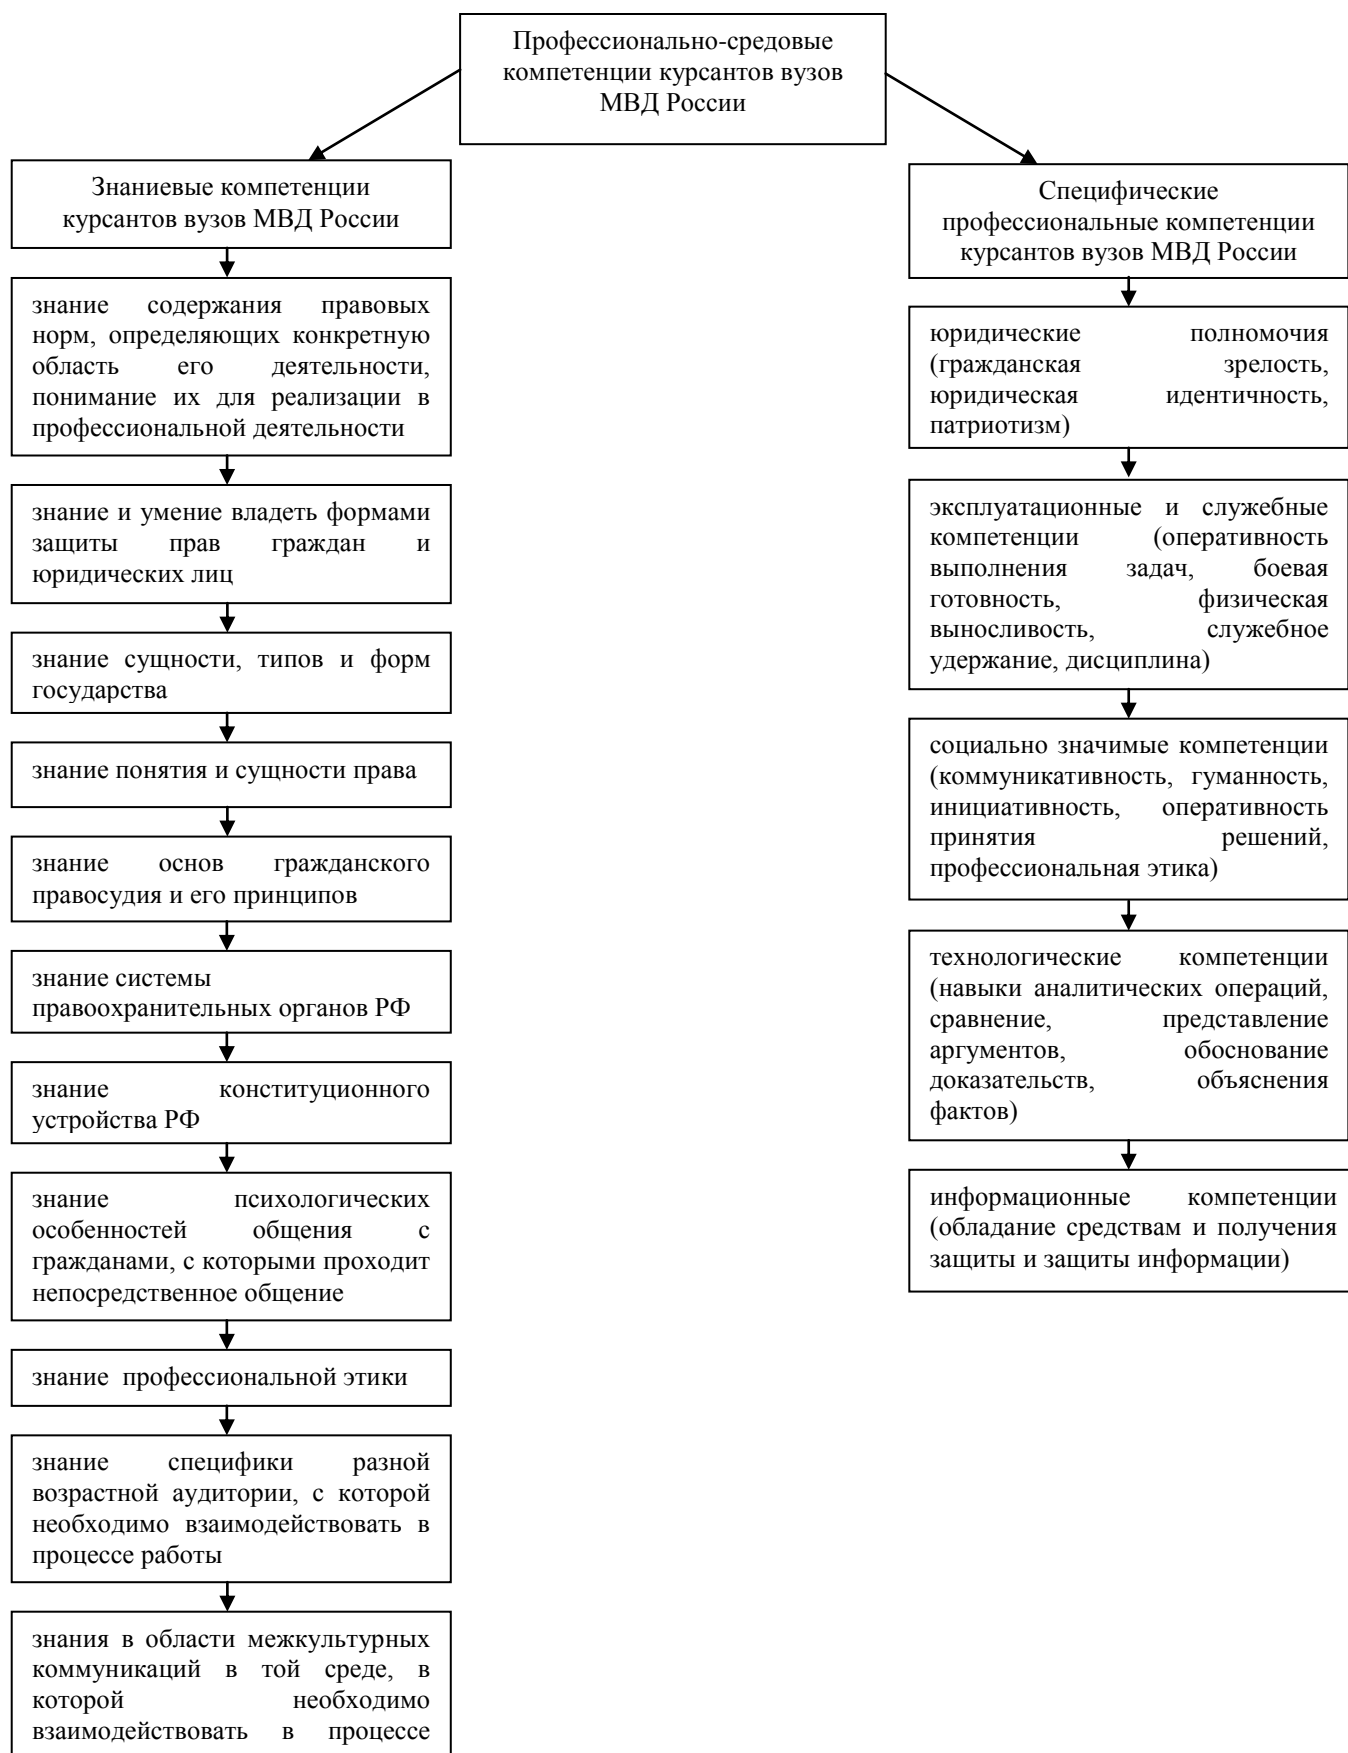 Профессионально-средовые
компетенции курсантов вузов
МВД России
Знаниевые компетенции
курсантов вузов МВД России
знание содержания правовых
норм, определяющих конкретную
область его деятельности,
понимание их для реализации в
профессиональной деятельности
знание и умение владеть формами
защиты прав граждан и
юридических лиц
знание сущности, типов и форм
государства
знание понятия и сущности права
знание основ гражданского
правосудия и его принципов
знание системы
правоохранительных органов РФ
знание конституционного
устройства РФ
знание психологических
особенностей общения с
гражданами, с которыми проходит
непосредственное общение
знание профессиональной этики
знание специфики разной
возрастной аудитории, с которой
необходимо взаимодействовать в
процессе работы
знания в области межкультурных
коммуникаций в той среде, в
которой необходимо
взаимодействовать в процессе
Специфические
профессиональные компетенции
курсантов вузов МВД России
юридические полномочия
(гражданская зрелость,
юридическая идентичность,
патриотизм)
эксплуатационные и служебные
компетенции (оперативность
выполнения задач, боевая
готовность, физическая
выносливость, служебное
удержание, дисциплина)
социально значимые компетенции
(коммуникативность, гуманность,
инициативность, оперативность
принятия решений,
профессиональная этика)
технологические компетенции
(навыки аналитических операций,
сравнение, представление
аргументов, обоснование
доказательств, объяснения
фактов)
информационные компетенции
(обладание средствам и получения
защиты и защиты информации)